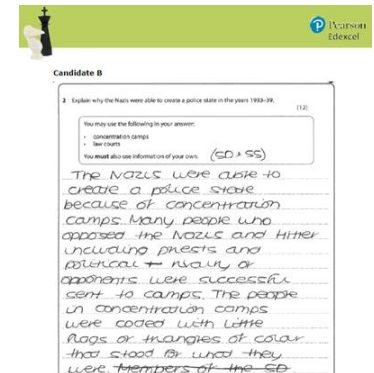 Pearson
Edexcel
Candidate B
2 Explain why the Nazis were able to create a police state in the years 1933–39.
(12)
You may use the following in your answer:
• concentration camps
• law courts
You must also use information of your own. (SD & SS)
The Nazis were able to
create a police state
because of concentration
camps. Many people who
opposed the Nazis and Hitler
including priests and
political rivalry or
opponents were successful
sent to camps. The people
in concentration camps
were coded with little
flags or triangles of colour
that stood for what they
were. Members of the SD